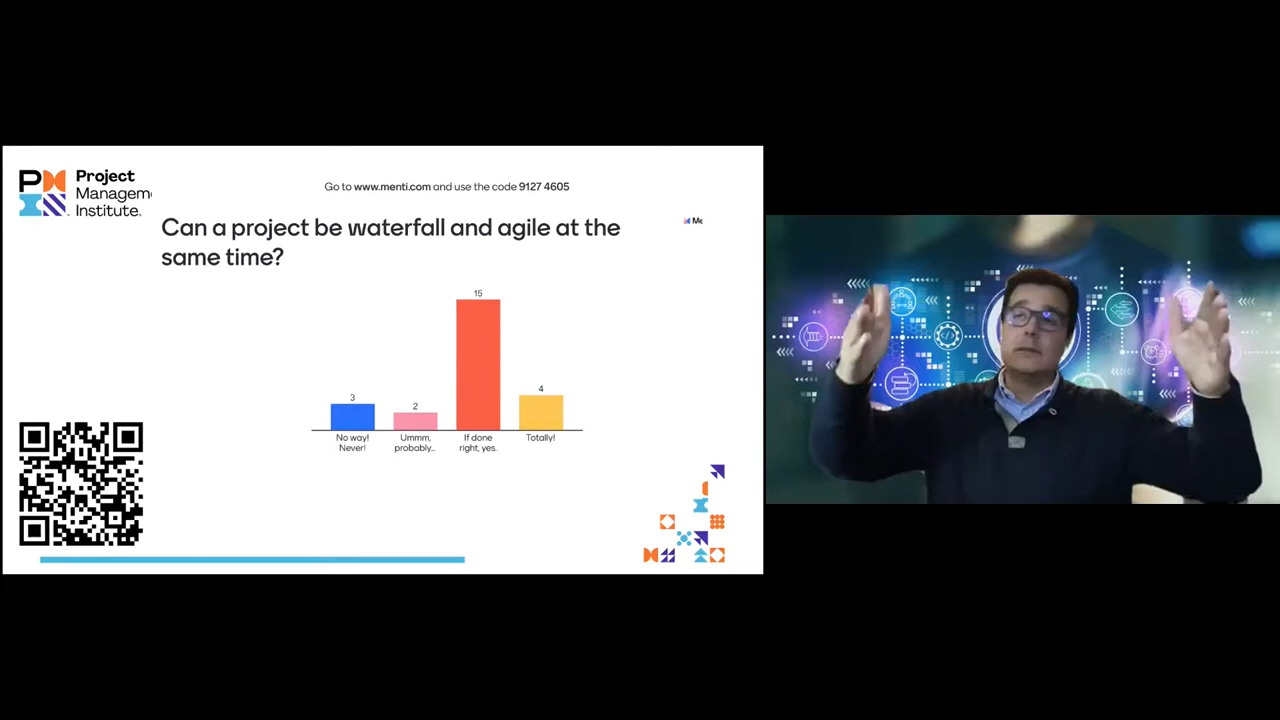 Project
Managem
Institute.
Go to www.menti.com and use the code 9127 4605
Can a project be waterfall and agile at the
same time?
Me
15
3
2
4
No way!
Never!
Ummm,
probably...
If done
right, yes.
Totally!